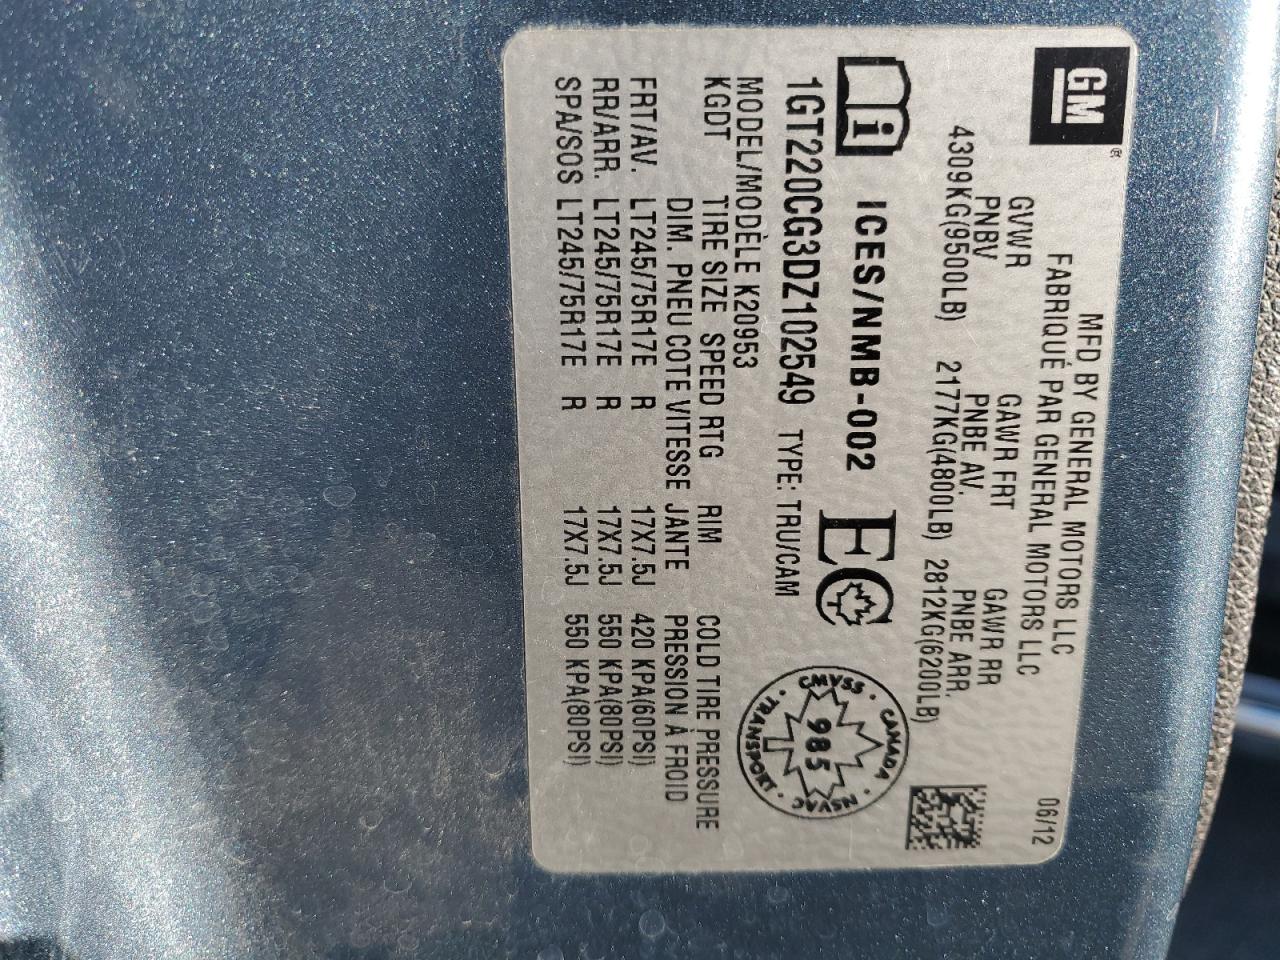 GM®
MFD BY GENERAL MOTORS LLC 06/12
FABRIQUÉ PAR GENERAL MOTORS LLC
GVWR GAWR FRT GAWR RR
PNBV PNBE AV. PNBE ARR.
4309KG(9500LB) 2177KG(4800LB) 2812KG(6200LB)
i ICES/NMB-002 EC
1GT220CG3DZ102549 TYPE: TRU/CAM
CMVSS · CANADA · NSVAC · TRANSPORT ·
985
MODEL/MODÈLE K20953
KGDT TIRE SIZE SPEED RTG RIM COLD TIRE PRESSURE
DIM. PNEU COTE VITESSE JANTE PRESSION À FROID
FRT/AV. LT245/75R17E R 17X7.5J 420 KPA(60PSI)
RR/ARR. LT245/75R17E R 17X7.5J 550 KPA(80PSI)
SPA/SOS LT245/75R17E R 17X7.5J 550 KPA(80PSI)